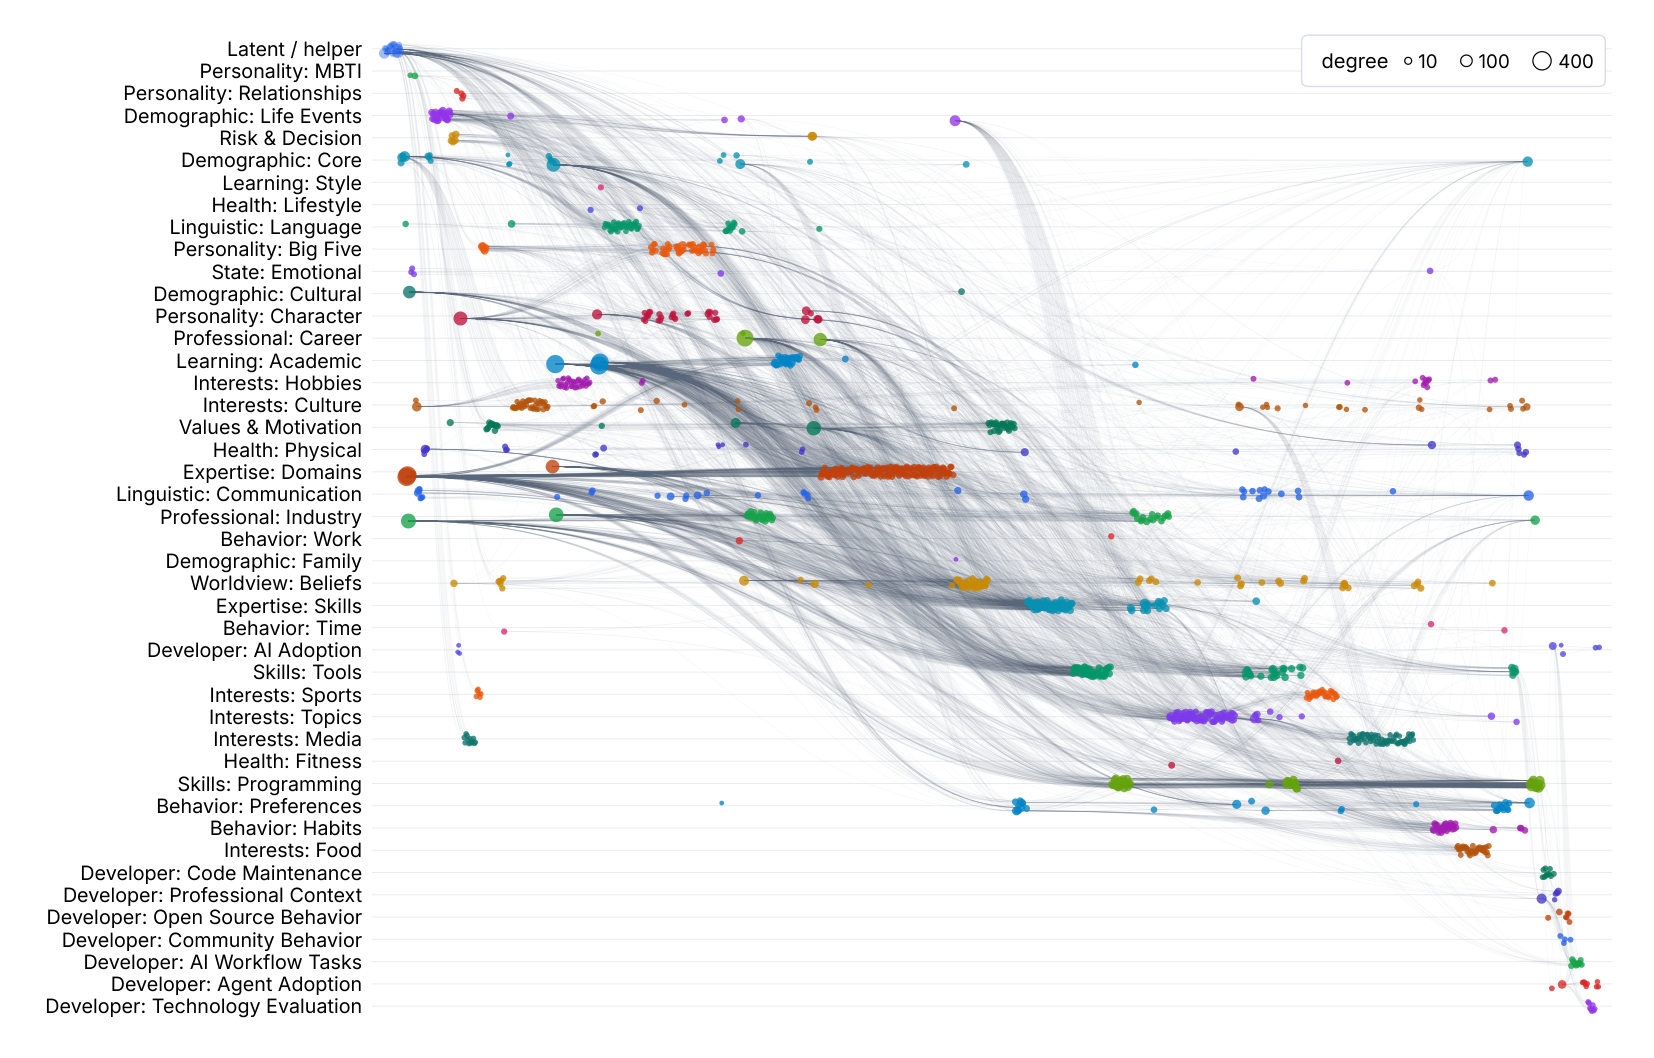 degree 10 100 400
Latent / helper
Personality: MBTI
Personality: Relationships
Demographic: Life Events
Risk & Decision
Demographic: Core
Learning: Style
Health: Lifestyle
Linguistic: Language
Personality: Big Five
State: Emotional
Demographic: Cultural
Personality: Character
Professional: Career
Learning: Academic
Interests: Hobbies
Interests: Culture
Values & Motivation
Health: Physical
Expertise: Domains
Linguistic: Communication
Professional: Industry
Behavior: Work
Demographic: Family
Worldview: Beliefs
Expertise: Skills
Behavior: Time
Developer: AI Adoption
Skills: Tools
Interests: Sports
Interests: Topics
Interests: Media
Health: Fitness
Skills: Programming
Behavior: Preferences
Behavior: Habits
Interests: Food
Developer: Code Maintenance
Developer: Professional Context
Developer: Open Source Behavior
Developer: Community Behavior
Developer: AI Workflow Tasks
Developer: Agent Adoption
Developer: Technology Evaluation